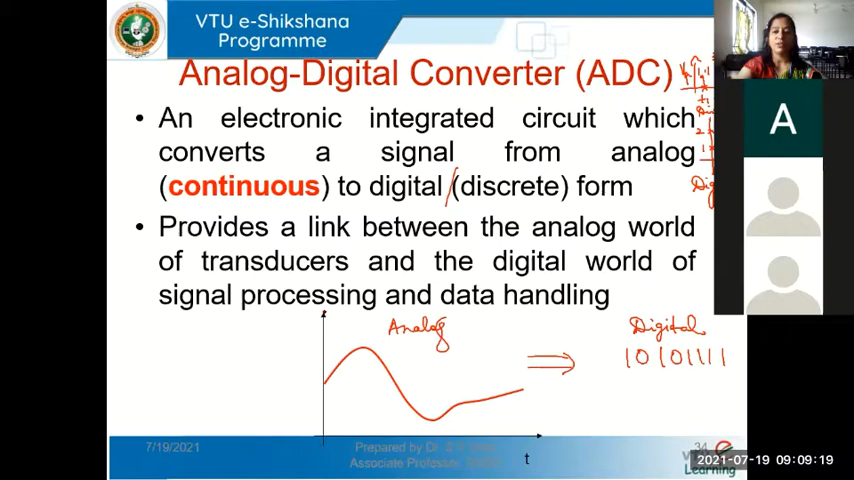 VTU e-Shikshana
Programme
Analog-Digital Converter (ADC)
• An electronic integrated circuit which
converts a signal from analog
(continuous) to digital (discrete) form
• Provides a link between the analog world
of transducers and the digital world of
signal processing and data handling
Analog
Digital
10101111
t
7/19/2021
Prepared by Dr.
Associate Professor,
34
Learning
2021-07-19 09:09:19
A